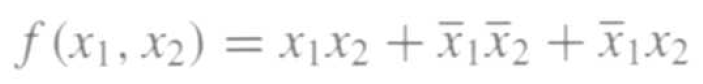 f(x₁, x₂) = x₁x₂ + x̅₁x̅₂ + x̅₁x₂